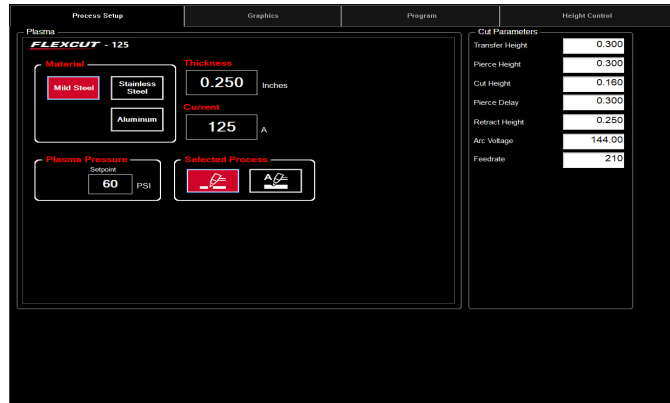 Process Setup
Graphics
Program
Height Control
Plasma
FLEXCUT - 125
Material
Mild Steel
Stainless
Steel
Aluminum
Thickness
0.250 Inches
Current
125 A
Plasma Pressure
Setpoint
60 PSI
Selected Process
A
Cut Parameters
Transfer Height 0.300
Pierce Height 0.300
Cut Height 0.160
Pierce Delay 0.300
Retract Height 0.250
Arc Voltage 144.00
Feedrate 210